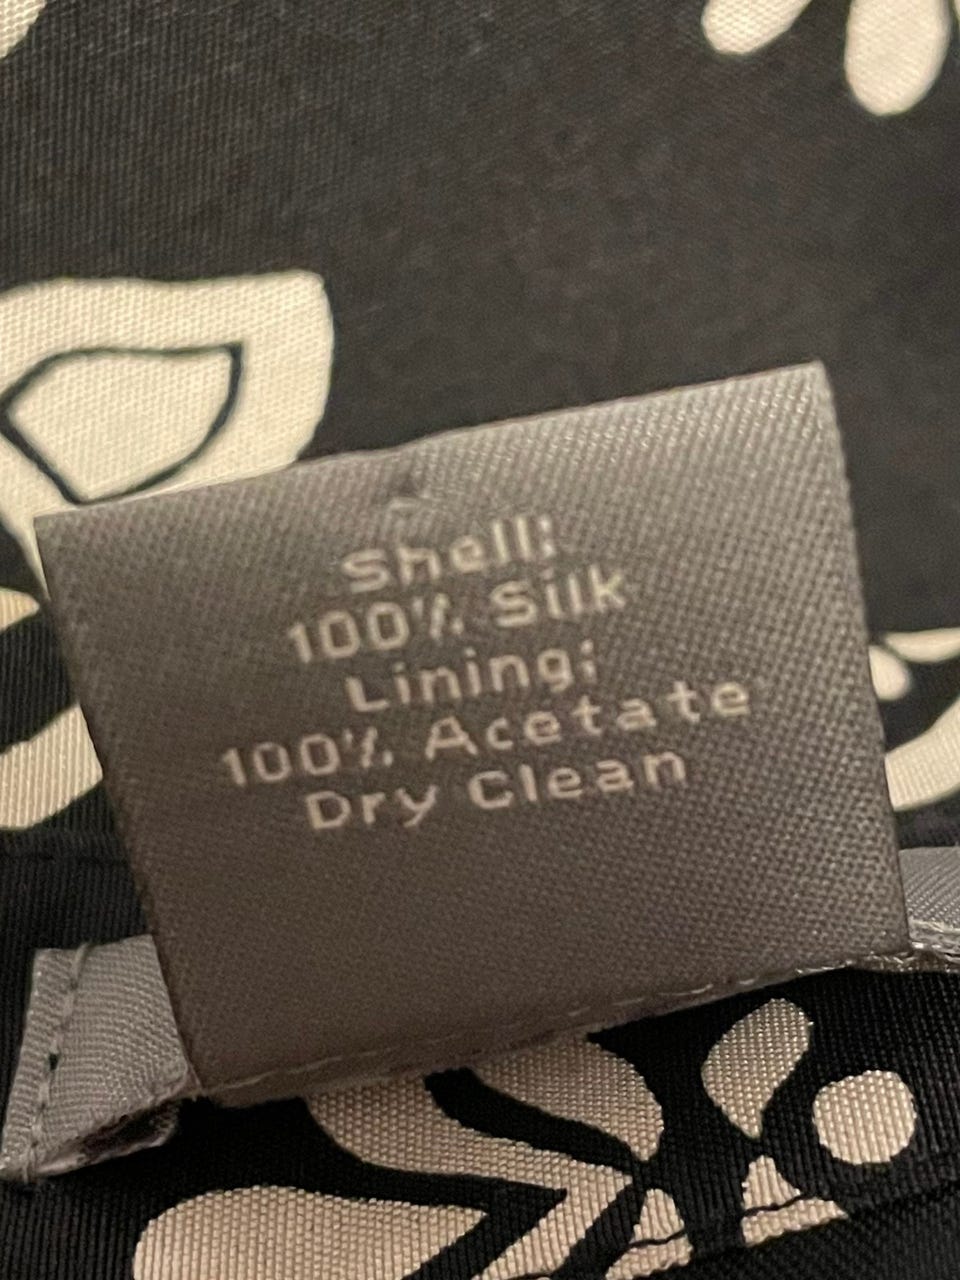 Shell:
100% Silk
Lining:
100% Acetate
Dry Clean